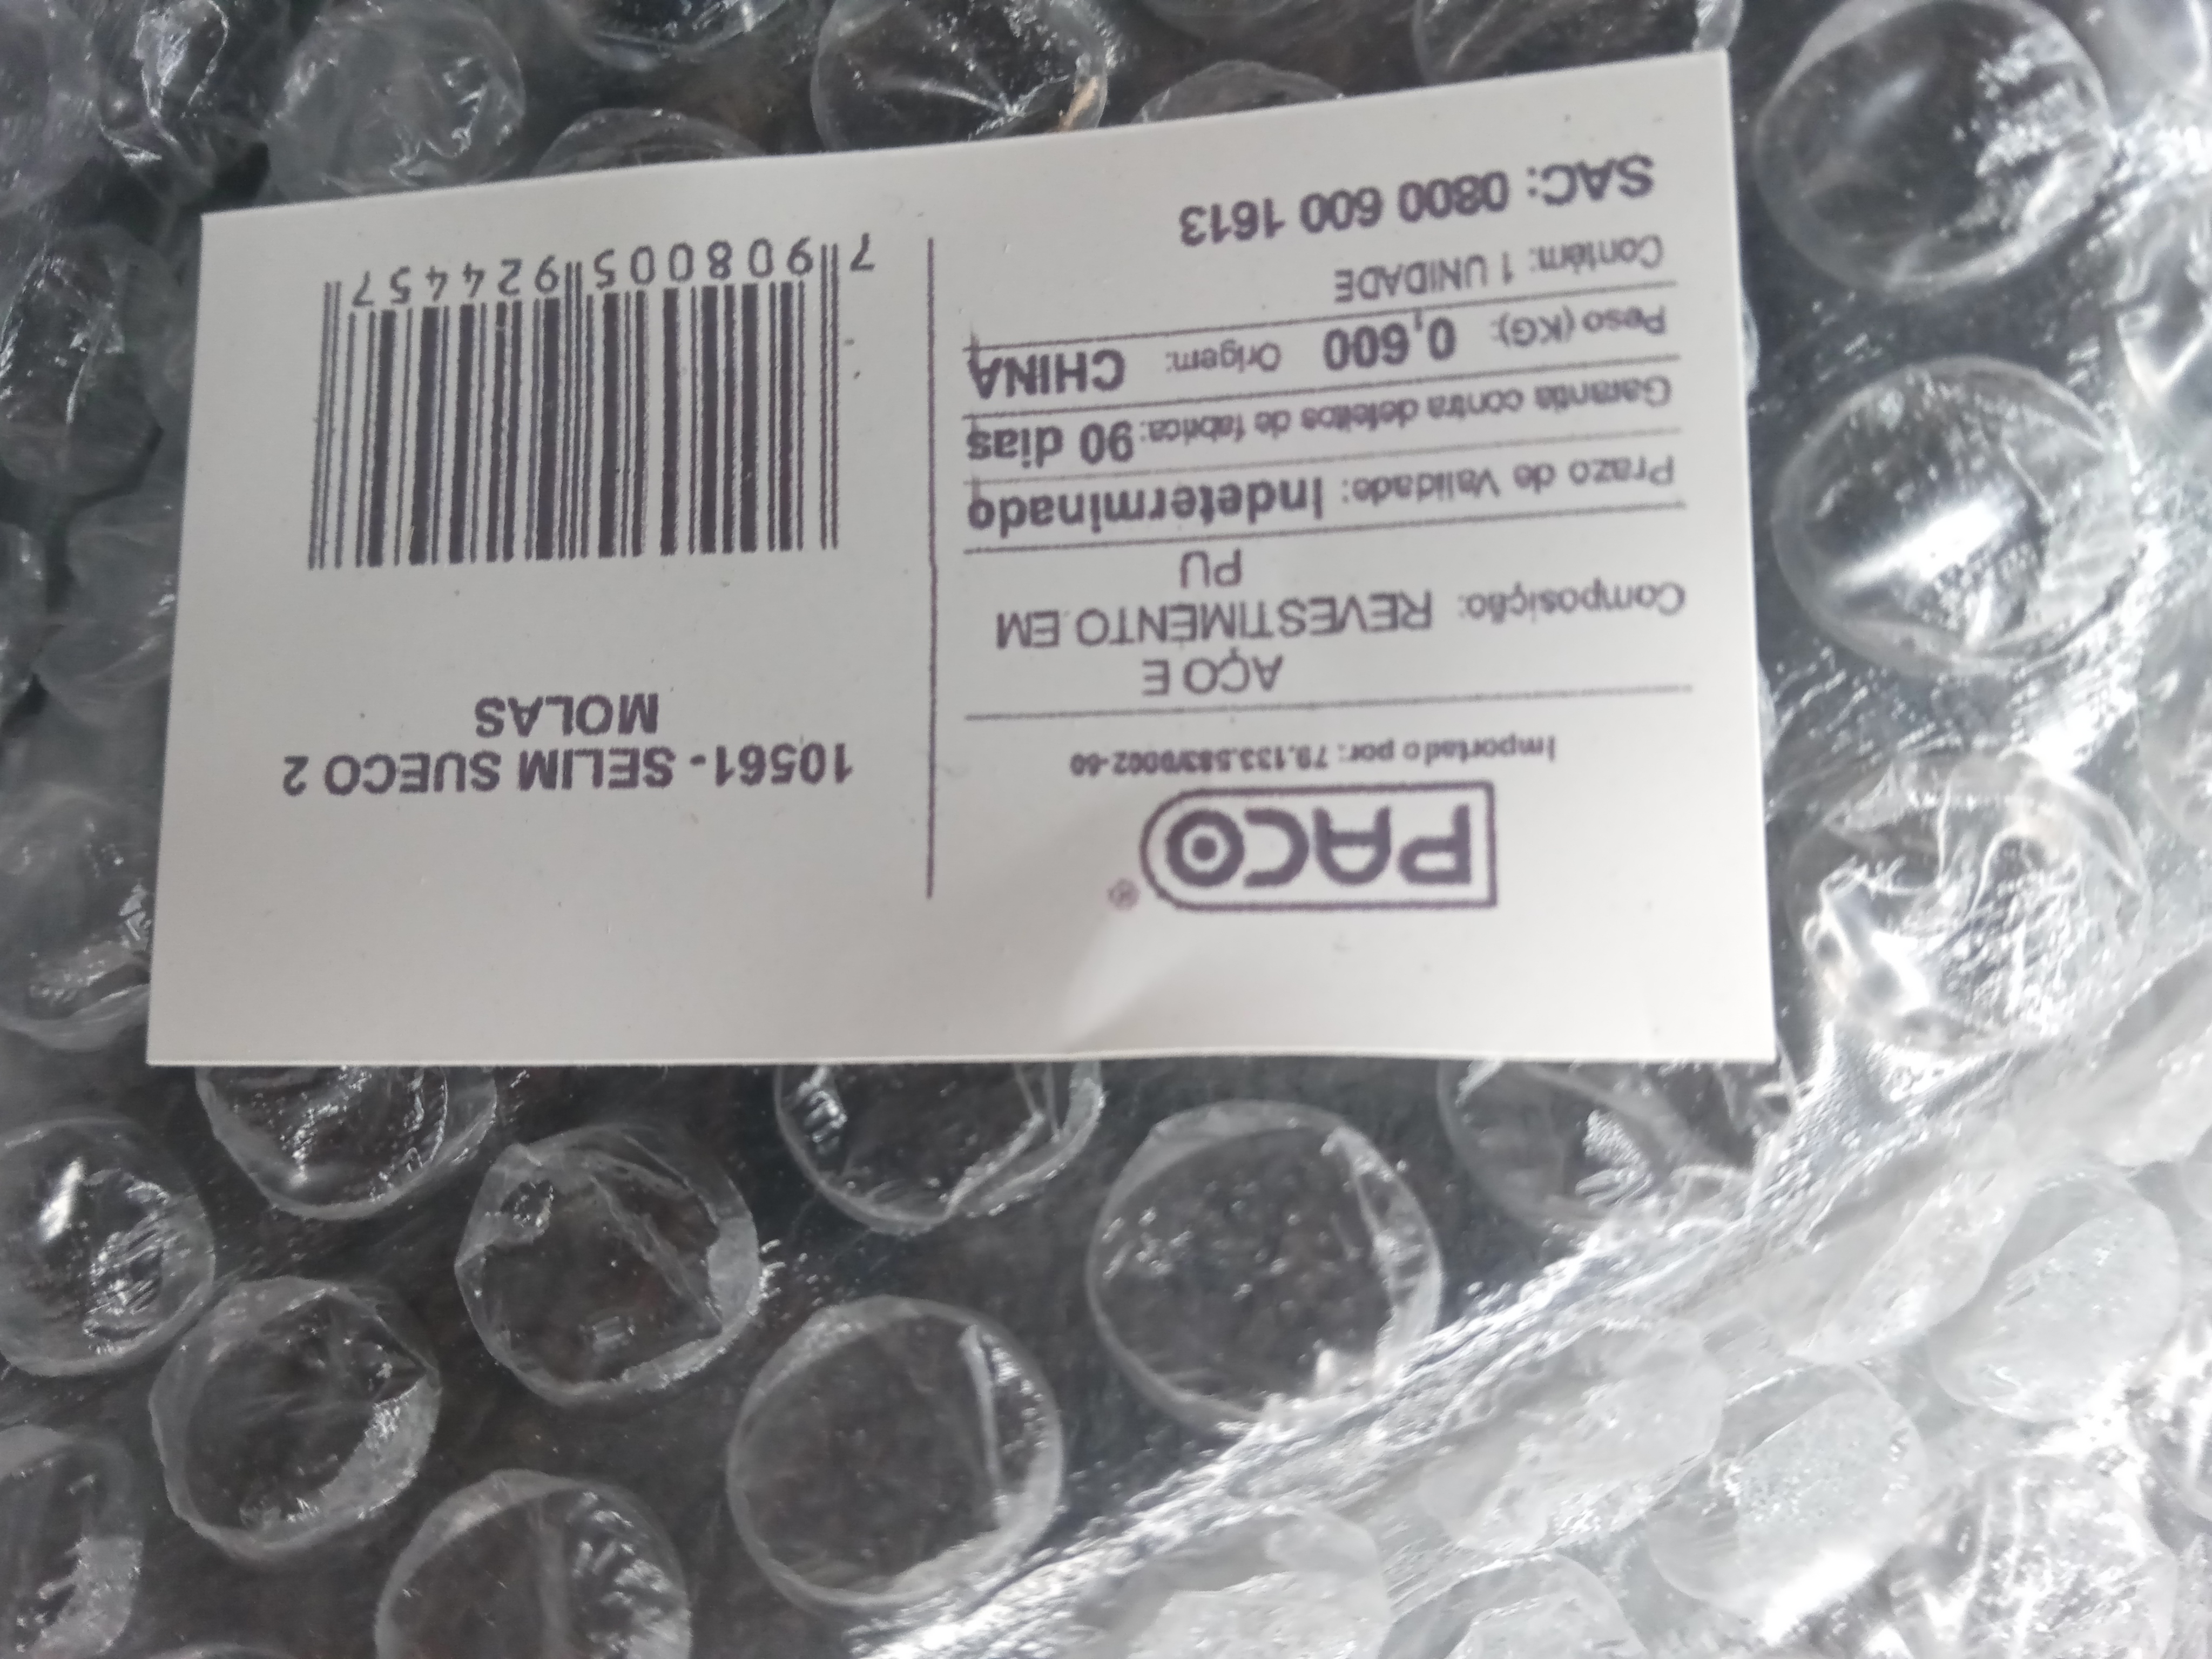 PACO®
Importado por: 79.133.583/0002-60
AÇO E
Composição: REVESTIMENTO EM
PU
Prazo de Validade: Indeterminado
Garantia contra defeitos de fabrica: 90 dias
Peso (KG): 0,600 Origem: CHINA
Contém: 1 UNIDADE
SAC: 0800 600 1613
10561- SELIM SUECO 2
MOLAS
7 908005 924457